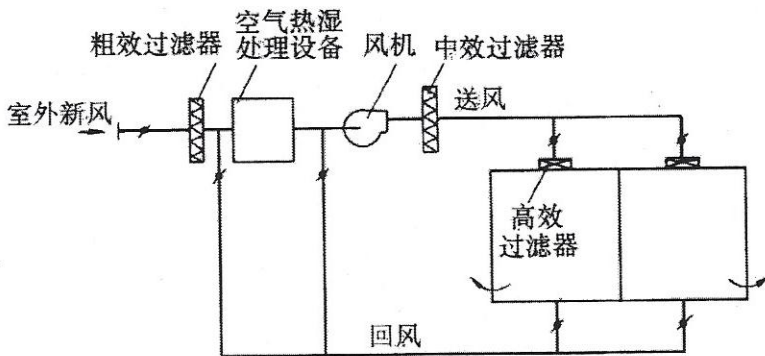 粗效过滤器
空气热湿
处理设备
风机
中效过滤器
室外新风
送风
高效
过滤器
回风